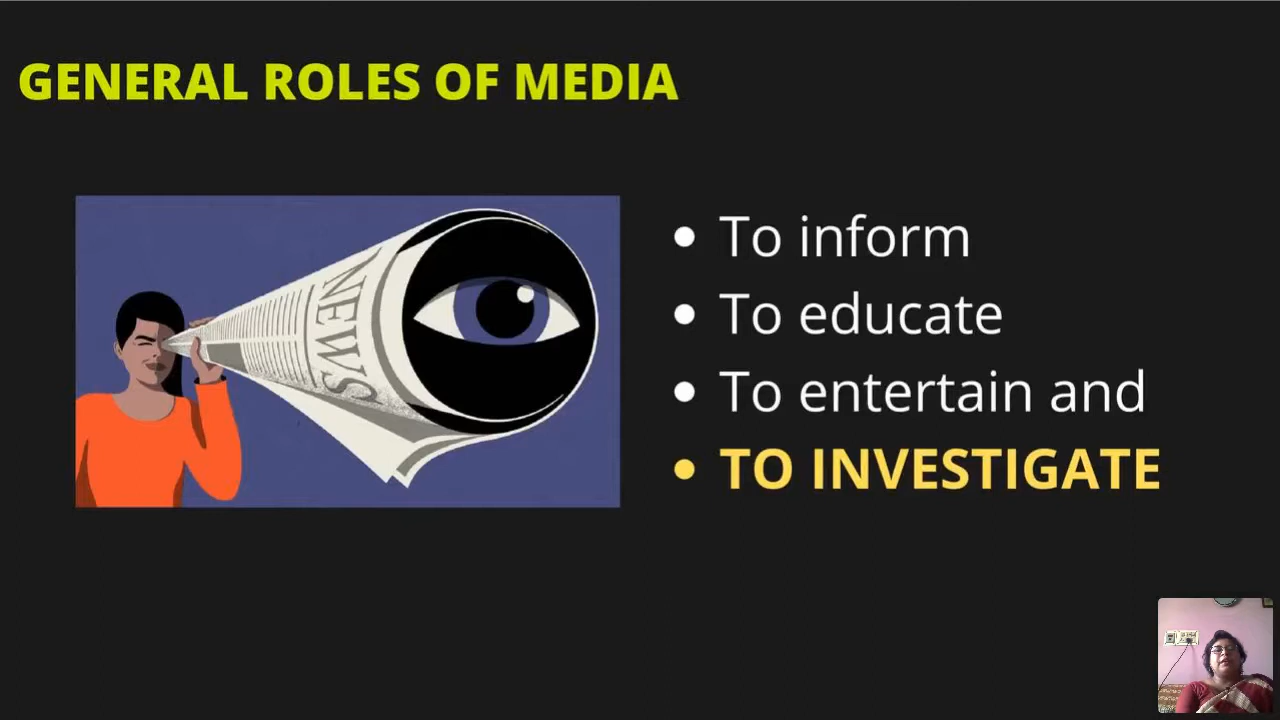 GENERAL ROLES OF MEDIA
NEWS
To inform
To educate
To entertain and
TO INVESTIGATE